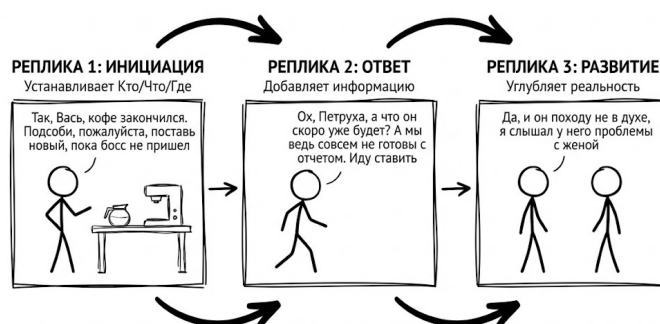 РЕПЛИКА 1: ИНИЦИАЦИЯ
Устанавливает Кто/Что/Где
Так, Вась, кофе закончился.
Подсоби, пожалуйста, поставь
новый, пока босс не пришел
РЕПЛИКА 2: ОТВЕТ
Добавляет информацию
Ох, Петруха, а что он
скоро уже будет? А мы
ведь совсем не готовы с
отчетом. Иду ставить
РЕПЛИКА 3: РАЗВИТИЕ
Углубляет реальность
Да, и он походу не в духе,
я слышал у него проблемы
с женой